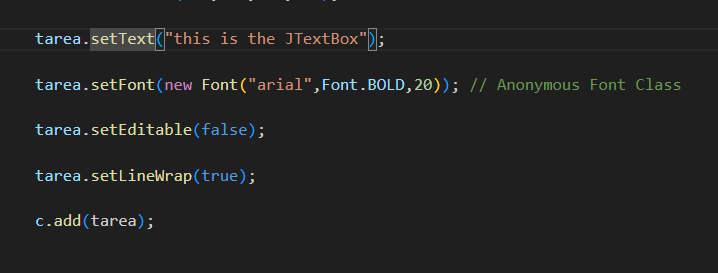 tarea.setText("this is the JTextBox");
tarea.setFont(new Font("arial",Font.BOLD,20)); // Anonymous Font Class
tarea.setEditable(false);
tarea.setLineWrap(true);
c.add(tarea);